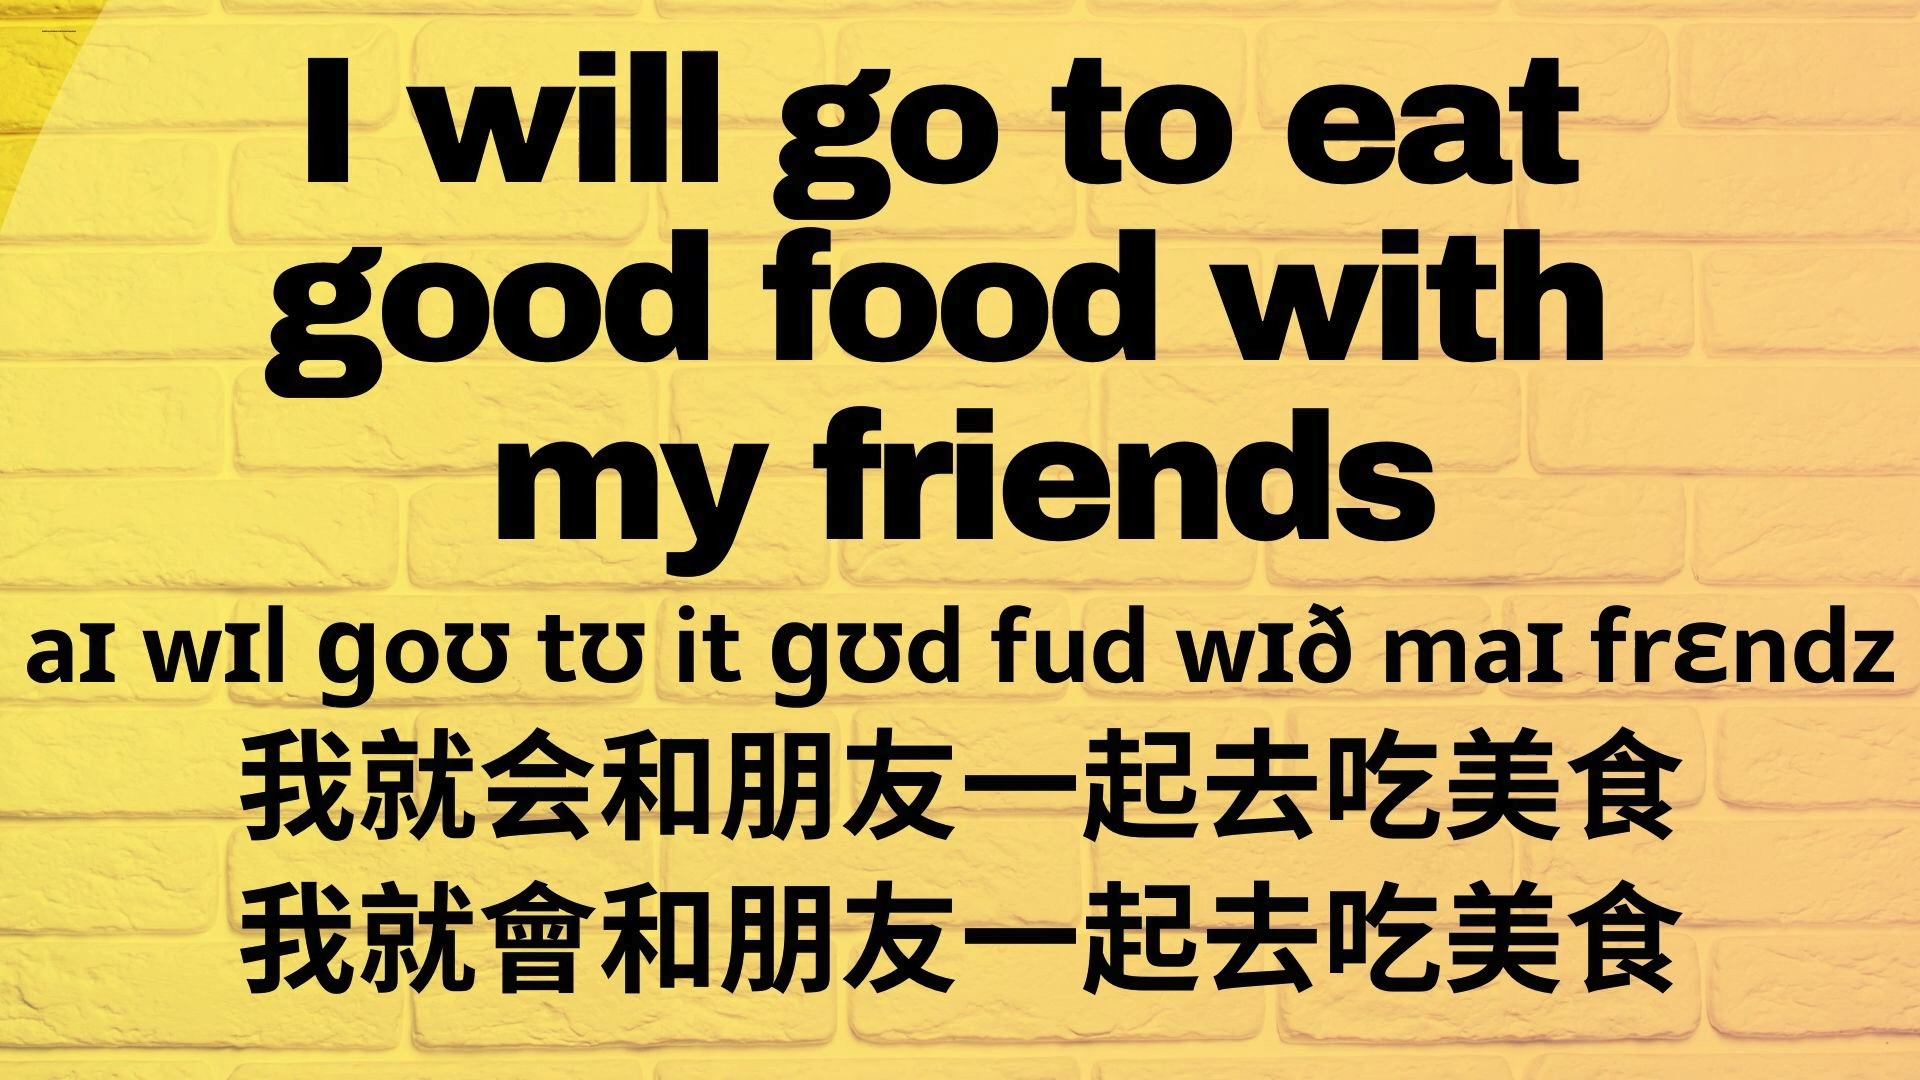 I will go to eat
good food with
my friends
aɪ wɪl goʊ tʊ it gʊd fud wɪð maɪ frɛndz
我就会和朋友一起去吃美食
我就會和朋友一起去吃美食